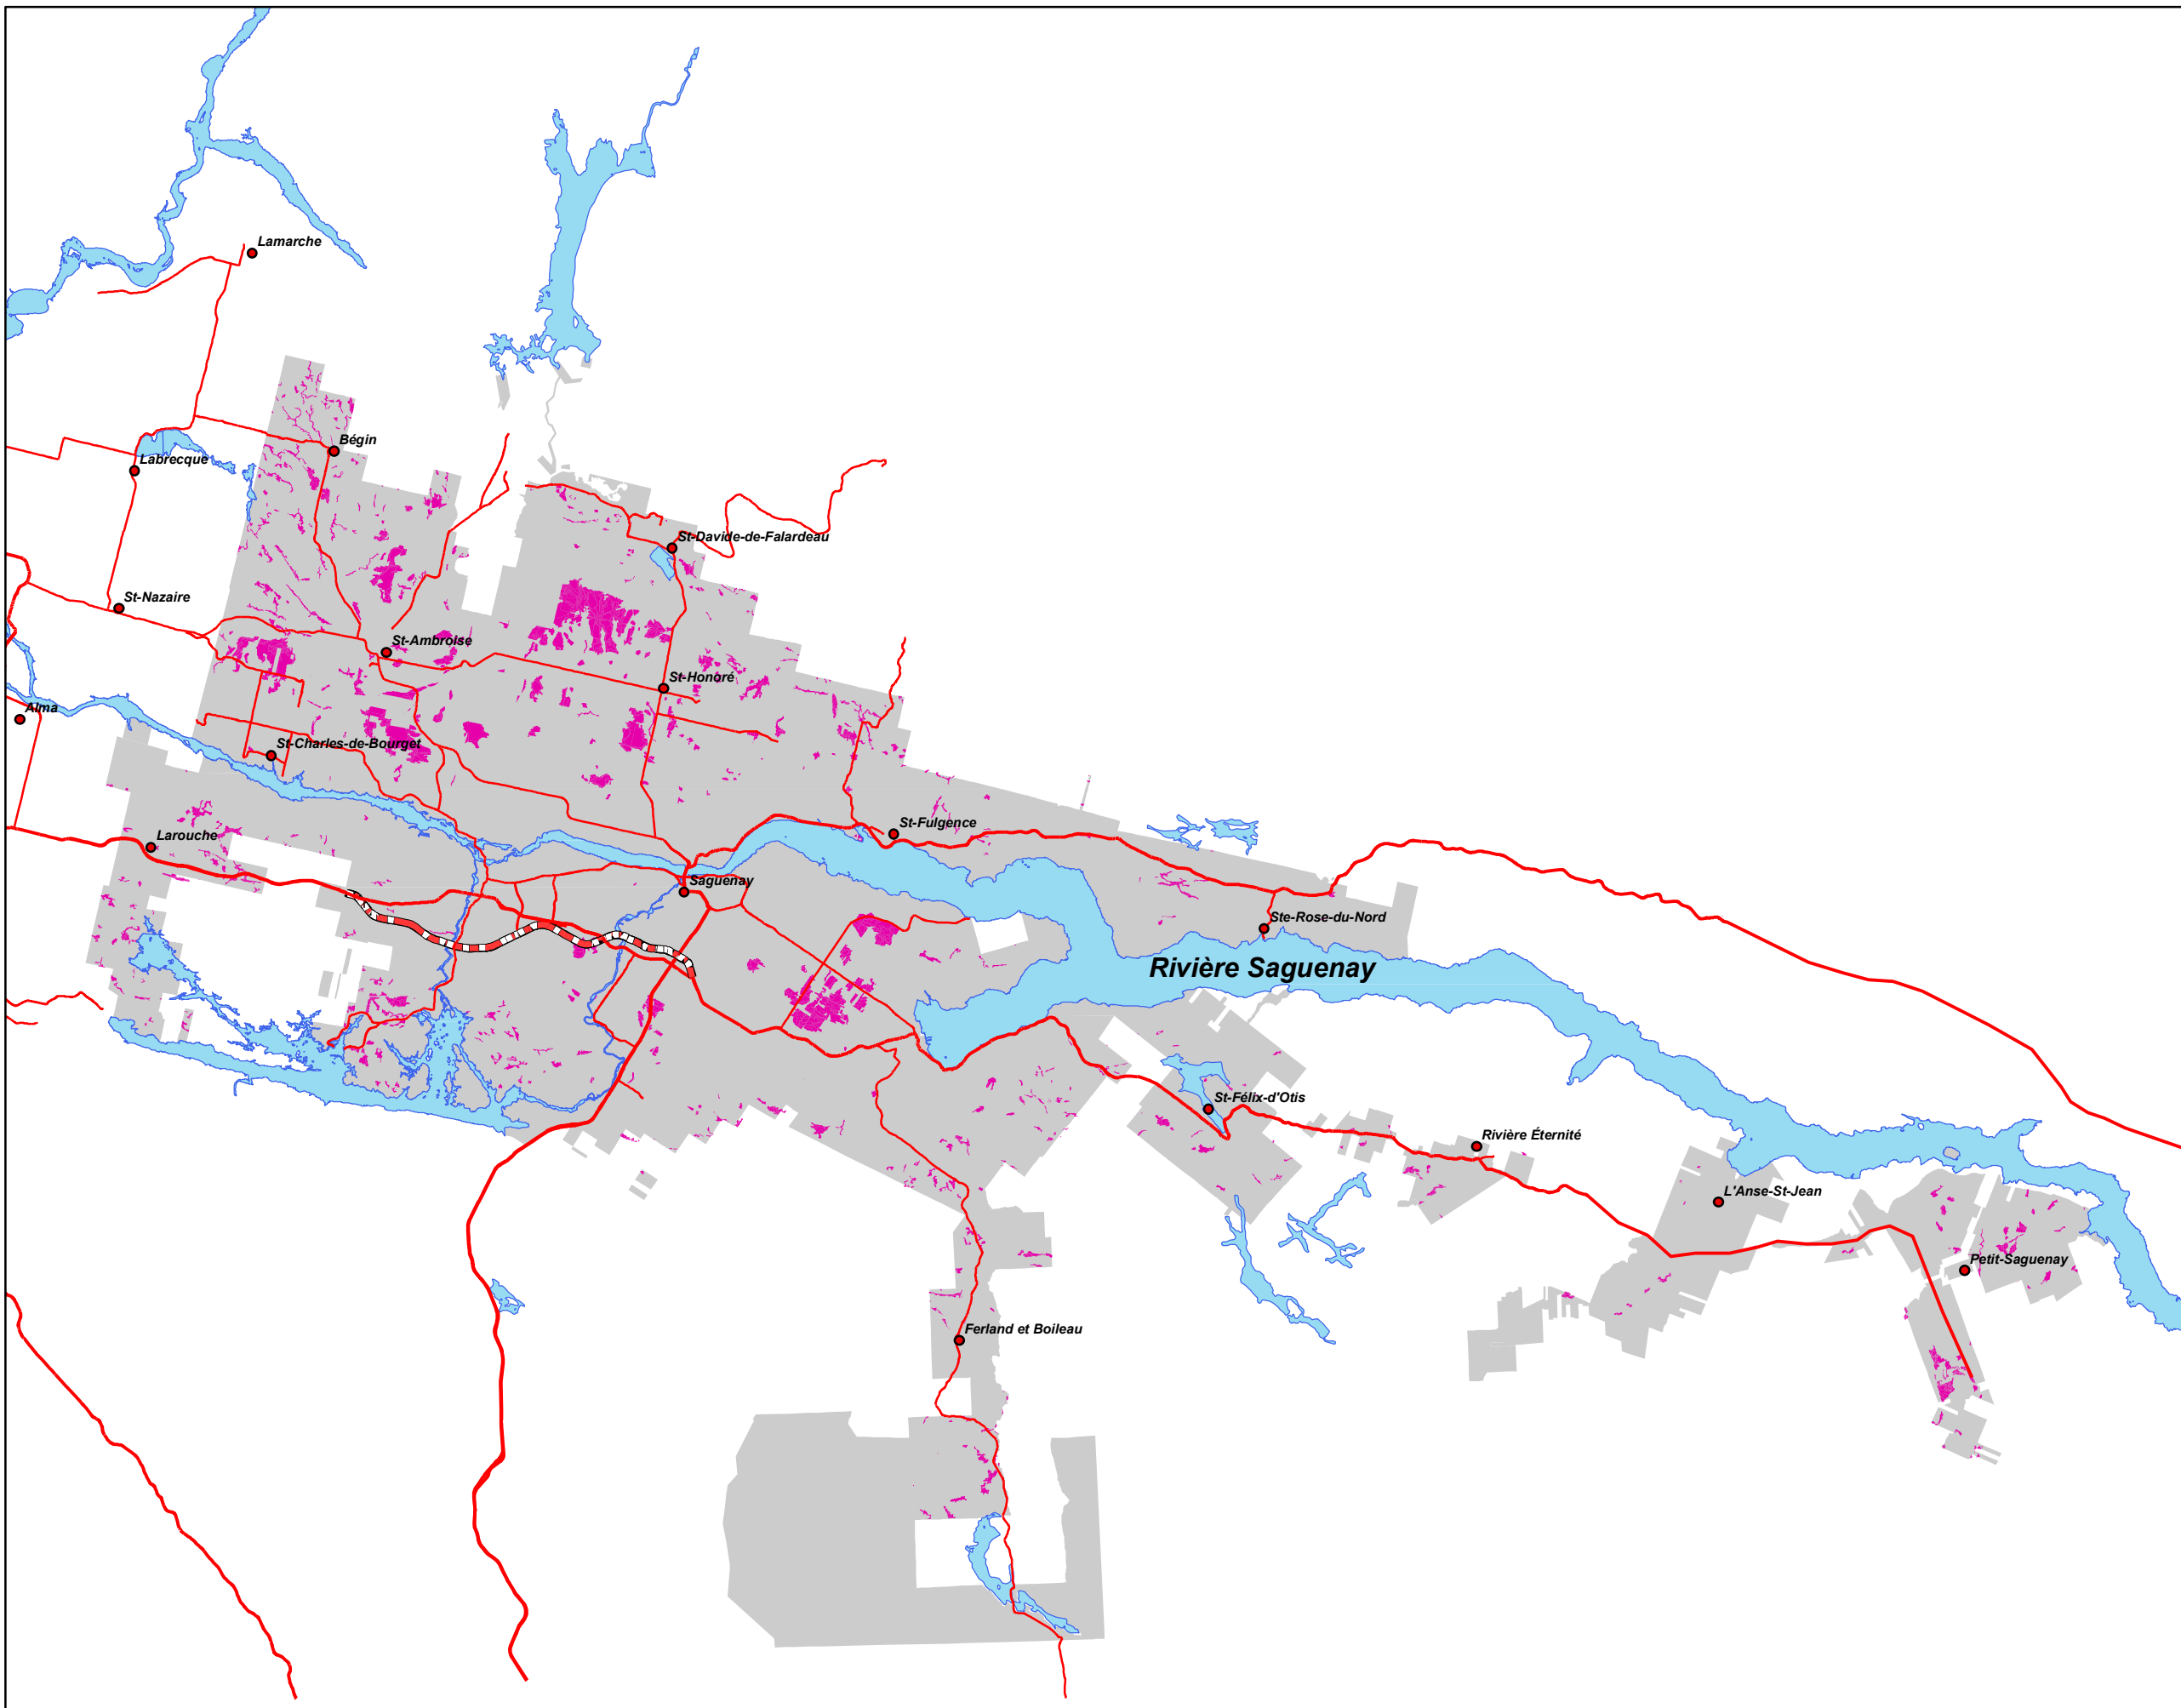 Lamarche
Bégin
Labrecque
St-Davide-de-Falardeau
St-Nazaire
St-Ambroise
St-Honoré
Alma
St-Charles-de-Bourget
St-Fulgence
Larouche
Saguenay
Ste-Rose-du-Nord
Rivière Saguenay
St-Félix-d'Otis
Rivière Éternité
L'Anse-St-Jean
Petit-Saguenay
Ferland et Boileau